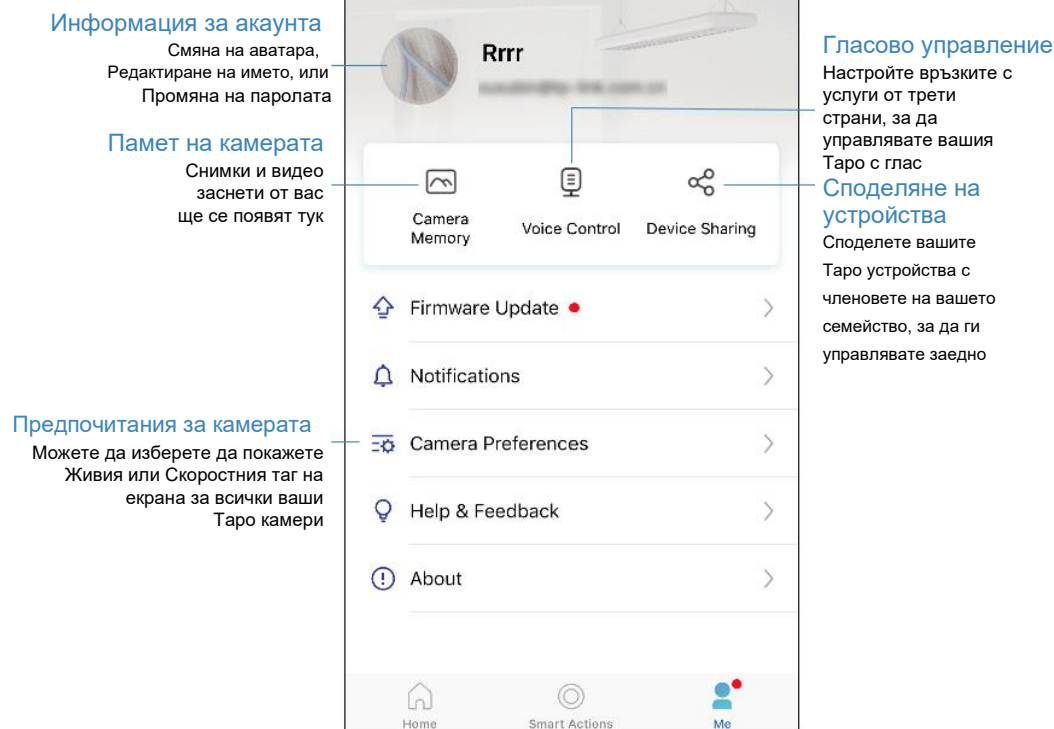 Информация за акаунта
Смяна на аватара,
Редактиране на името, или
Промяна на паролата
Памет на камерата
Снимки и видео
заснети от вас
ще се появят тук
Предпочитания за камерата
Можете да изберете да покажете
Живия или Скоростния таг на
екрана за всички ваши
Таро камери
Rrrr
Camera
Memory
Voice Control
Device Sharing
Firmware Update
Notifications
Camera Preferences
Help & Feedback
About
Home
Smart Actions
Me
Гласово управление
Настройте връзките с
услуги от трети
страни, за да
управлявате вашия
Таро с глас
Споделяне на
устройства
Споделете вашите
Таро устройства с
членовете на вашето
семейство, за да ги
управлявате заедно